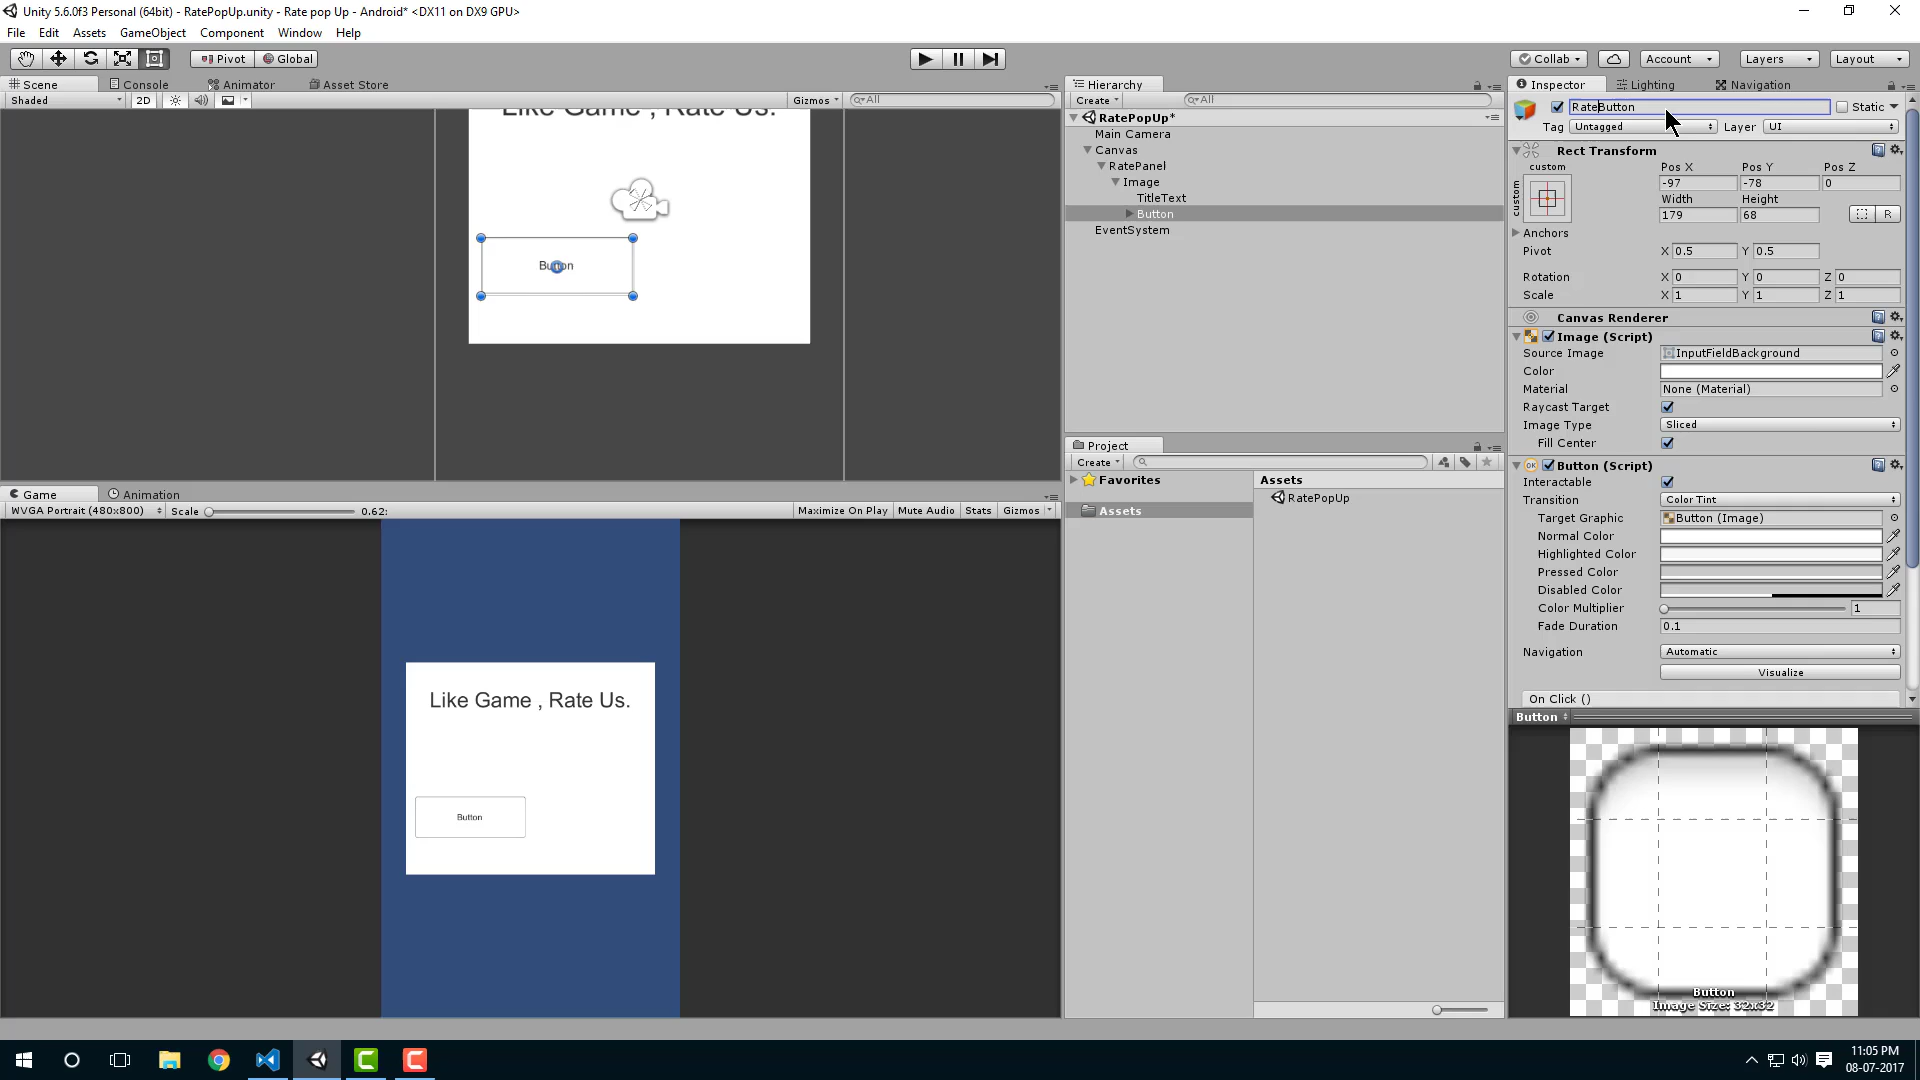 Unity 5.6.0f3 Personal (64bit) - RatePopUp.unity - Rate pop Up - Android* <DX11 on DX9 GPU>
File Edit Assets GameObject Component Window Help
Pivot Global Collab Account Layers Layout
Scene Console Animator Asset Store
Shaded 2D Gizmos All
Like Game , Rate Us.
Button
Game Animation
WVGA Portrait (480x800) Scale 0.62: Maximize On Play Mute Audio Stats Gizmos
Like Game , Rate Us.
Button
Hierarchy
Create All
RatePopUp*
Main Camera
Canvas
RatePanel
Image
TitleText
Button
EventSystem
Project
Create
Favorites
Assets
Assets
RatePopUp
Inspector Lighting Navigation
RateButton Static
Tag Untagged Layer UI
Rect Transform
custom Pos X Pos Y Pos Z
custom -97 -78 0
Width Height
179 68 R
Anchors
Pivot X 0.5 Y 0.5
Rotation X 0 Y 0 Z 0
Scale X 1 Y 1 Z 1
Canvas Renderer
Image (Script)
Source Image InputFieldBackground
Color
Material None (Material)
Raycast Target
Image Type Sliced
Fill Center
OK Button (Script)
Interactable
Transition Color Tint
Target Graphic Button (Image)
Normal Color
Highlighted Color
Pressed Color
Disabled Color
Color Multiplier 1
Fade Duration 0.1
Navigation Automatic
Visualize
On Click ()
Button
Button
Image Size: 32x32
11:05 PM
08-07-2017